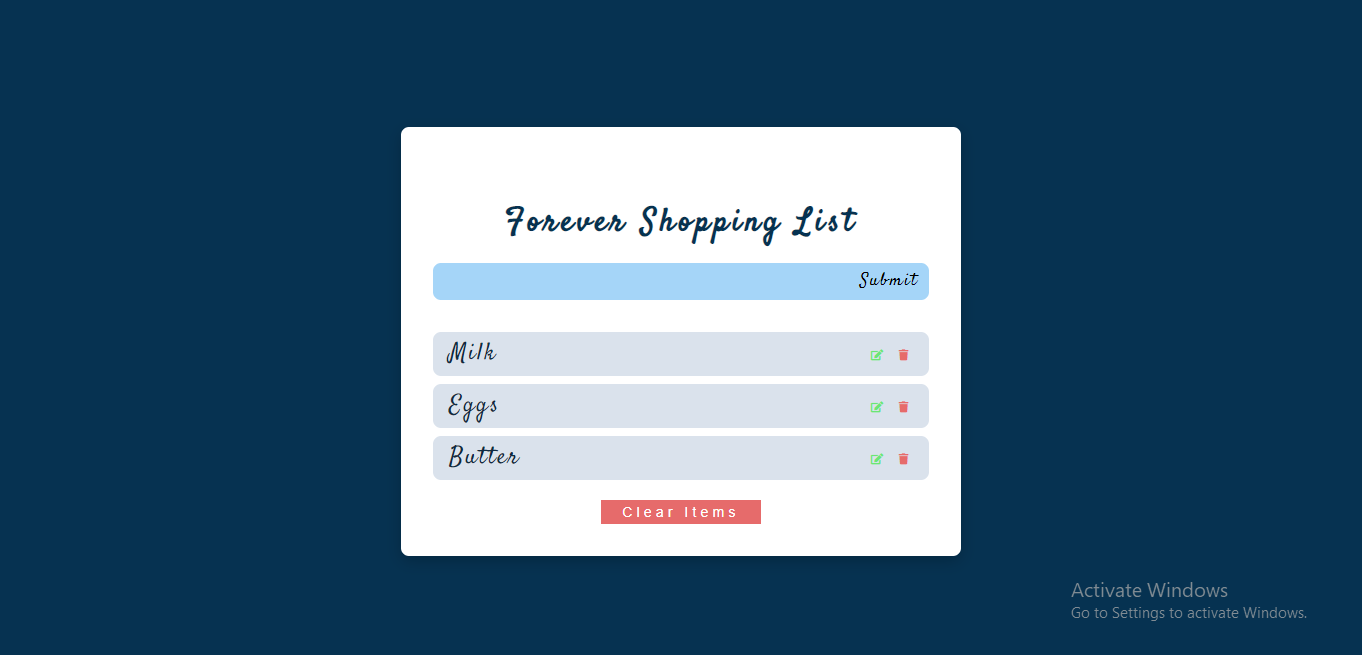 Forever Shopping List
Submit
Milk
Eggs
Butter
Clear Items
Activate Windows
Go to Settings to activate Windows.